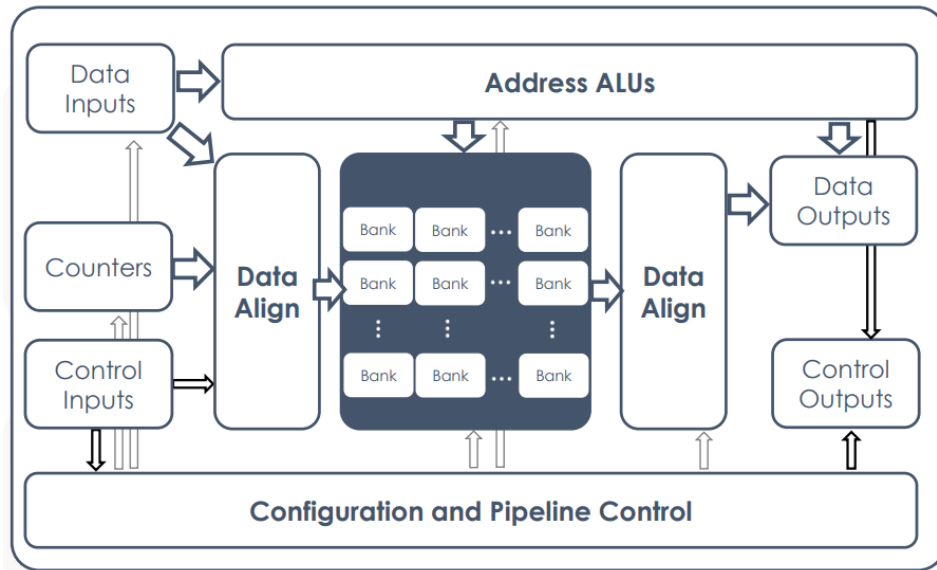 Data
Inputs
Address ALUs
Counters
Control
Inputs
Data
Align
Bank Bank ... Bank
Bank Bank ... Bank
⋮ ⋮ ⋮
Bank Bank ... Bank
Data
Align
Data
Outputs
Control
Outputs
Configuration and Pipeline Control